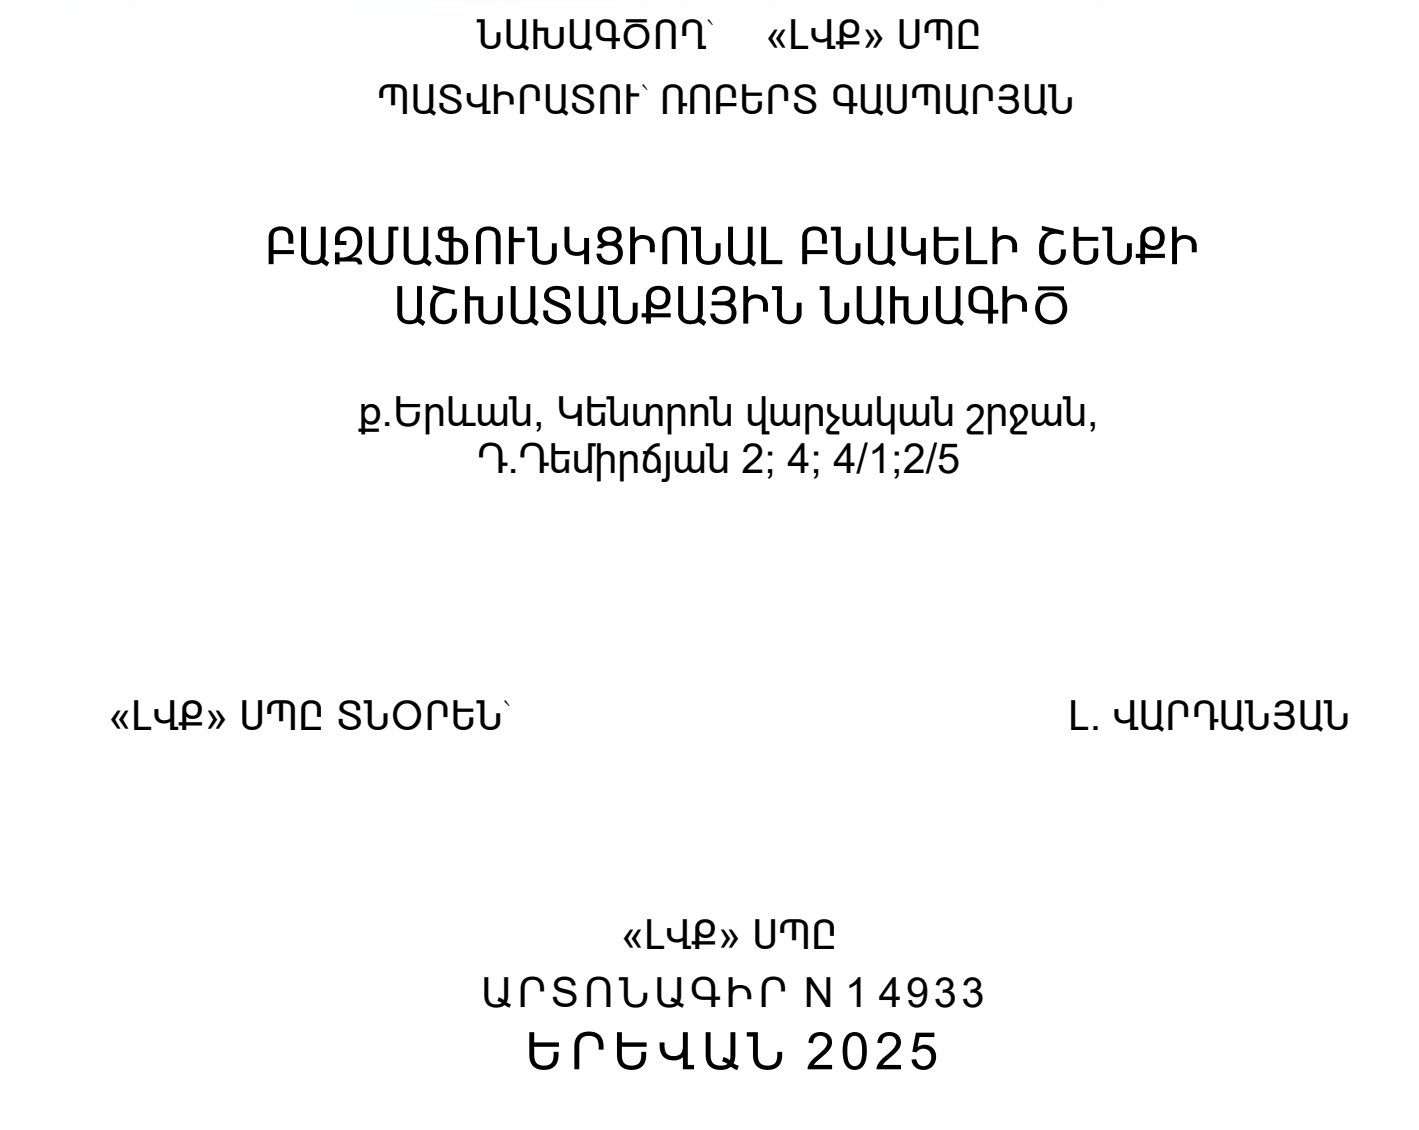 ՆԱԽԱԳԾՈՂ՝ «ԼՎՔ» ՍՊԸ
ՊԱՏՎԻՐԱՏՈՒ՝ ՌՈԲԵՐՏ ԳԱՍՊԱՐՅԱՆ
ԲԱԶՄԱՖՈՒՆԿՑԻՈՆԱԼ ԲՆԱԿԵԼԻ ՇԵՆՔԻ
ԱՇԽԱՏԱՆՔԱՅԻՆ ՆԱԽԱԳԻԾ
ք.Երևան, Կենտրոն վարչական շրջան,
Դ.Դեմիրճյան 2; 4; 4/1;2/5
«ԼՎՔ» ՍՊԸ ՏՆՕՐԵՆ՝ Լ. ՎԱՐԴԱՆՅԱՆ
«ԼՎՔ» ՍՊԸ
ԱՐՏՈՆԱԳԻՐ N 14933
ԵՐԵՎԱՆ 2025